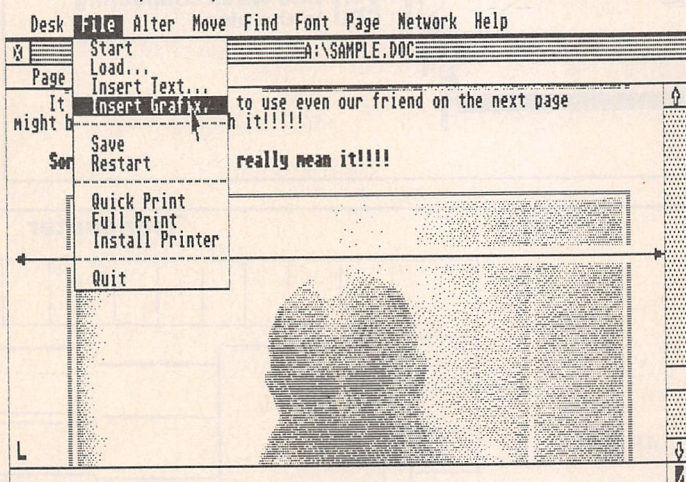 Desk File Alter Move Find Font Page Network Help
A:\SAMPLE.DOC
Start
Load...
Page
Insert Text...
It
Insert Grafix.
to use even our friend on the next page
might b
h it!!!!!
Save
Sor
Restart
really mean it!!!!
Quick Print
Full Print
Install Printer
Quit
L